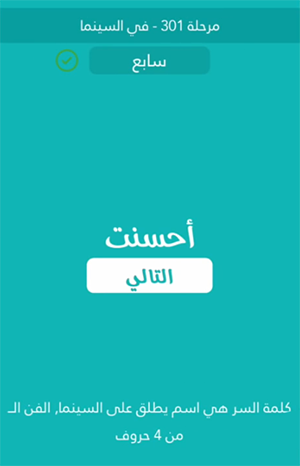 مرحلة 301 - في السينما
سابع
أحسنت
التالي
كلمة السر هي اسم يطلق على السينما, الفن الـ
من 4 حروف